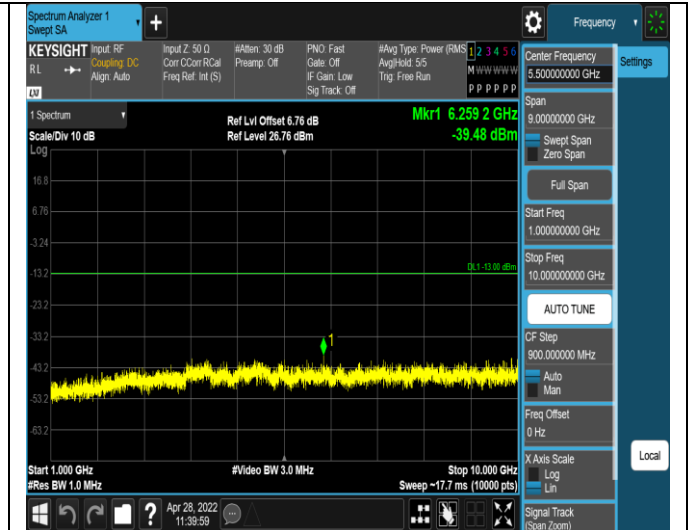 Spectrum Analyzer 1
Swept SA
+
Frequency
KEYSIGHT
RL
LXI
Input: RF
Coupling: DC
Align: Auto
Input Z: 50 Ω
Corr CCorr RCal
Freq Ref: Int (S)
#Atten: 30 dB
Preamp: Off
PNO: Fast
Gate: Off
IF Gain: Low
Sig Track: Off
#Avg Type: Power (RMS
Avg|Hold: 5/5
Trig: Free Run
1 2 3 4 5 6
M W W W W W
P P P P P P
1 Spectrum
Scale/Div 10 dB
Log
Ref Lvl Offset 6.76 dB
Ref Level 26.76 dBm
Mkr1 6.259 2 GHz
-39.48 dBm
16.8
6.76
-3.24
-13.2
-23.2
-33.2
-43.2
-53.2
-63.2
DL1 -13.00 dBm
1
Start 1.000 GHz
#Res BW 1.0 MHz
#Video BW 3.0 MHz
Stop 10.000 GHz
Sweep ~17.7 ms (10000 pts)
?
Apr 28, 2022
11:39:59
Center Frequency
5.500000000 GHz
Settings
Span
9.00000000 GHz
Swept Span
Zero Span
Full Span
Start Freq
1.000000000 GHz
Stop Freq
10.000000000 GHz
AUTO TUNE
CF Step
900.000000 MHz
Auto
Man
Freq Offset
0 Hz
X Axis Scale
Log
Lin
Local
Signal Track
(Span Zoom)